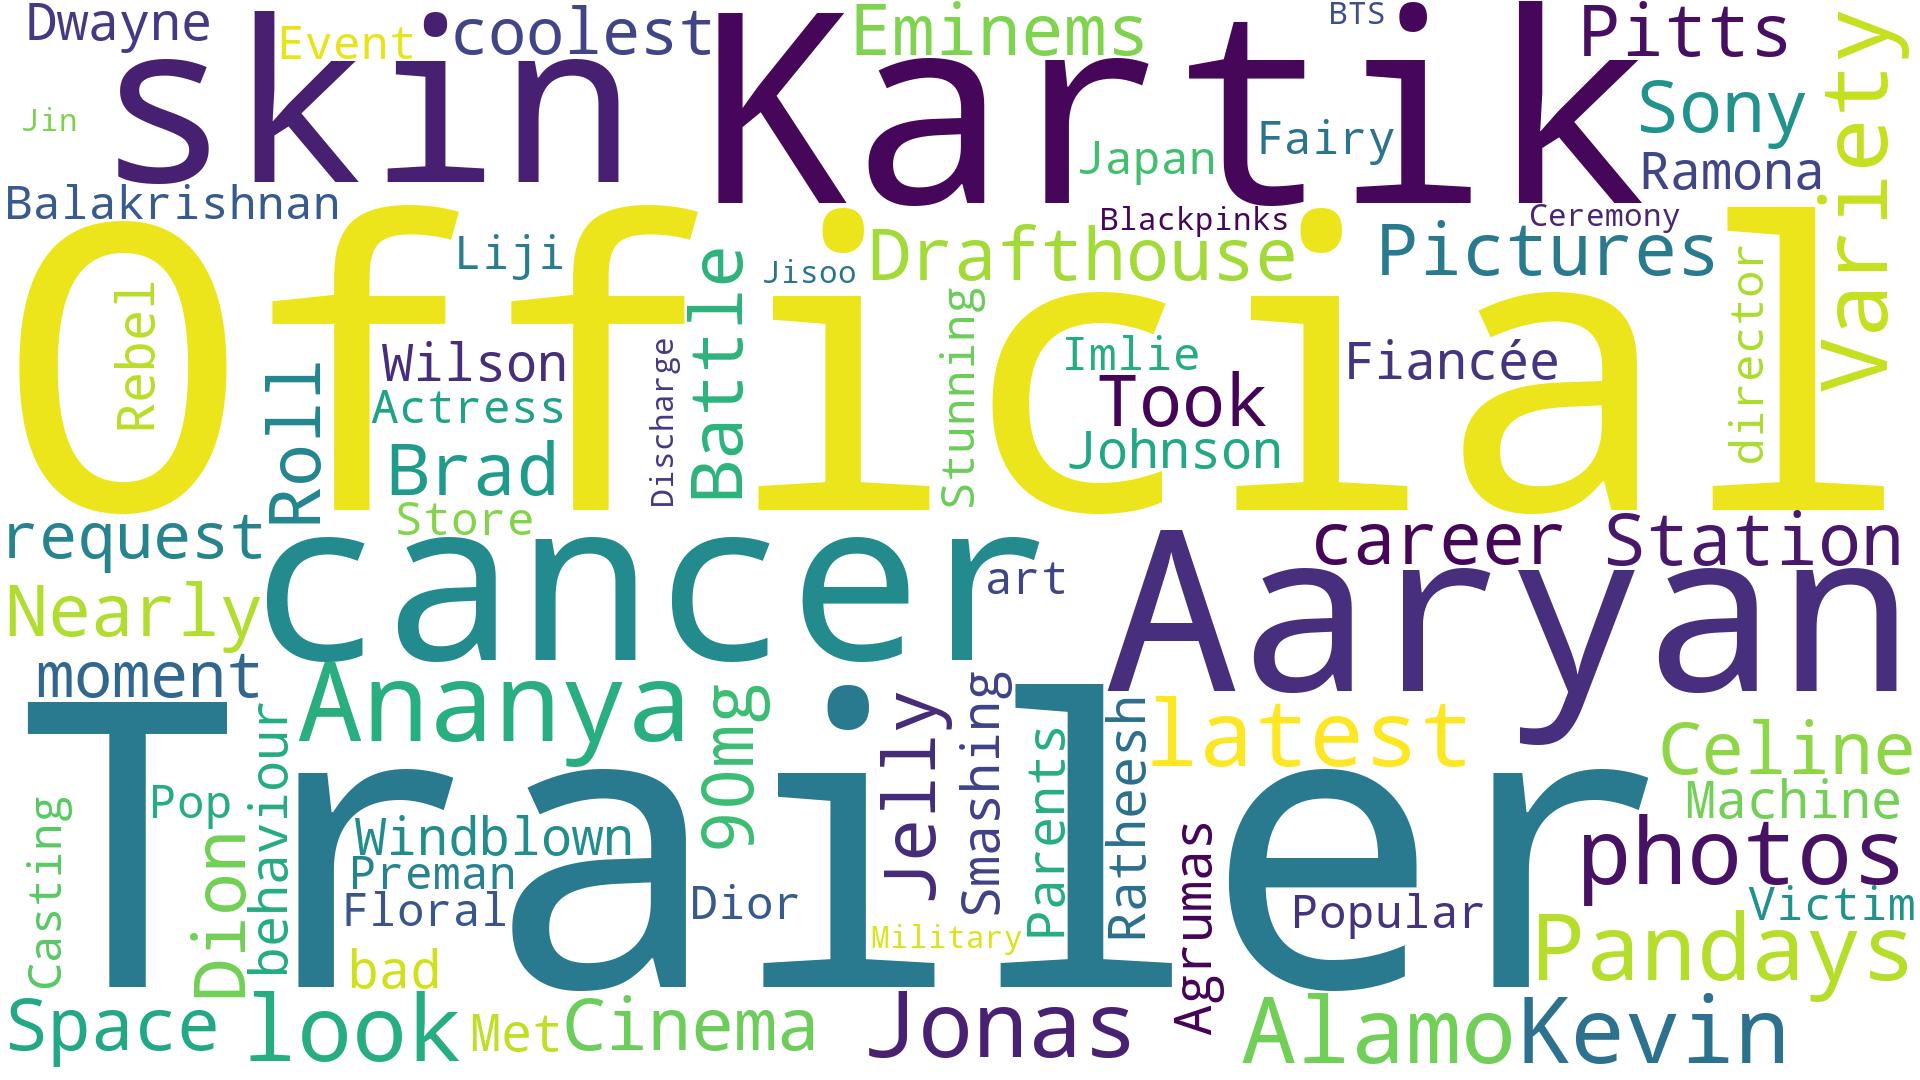 Dwayne
Event
coolest
Eminems
BTS
Pitts
Variety
skin
Kartik
Sony
Jin
Japan
Fairy
Ramona
Balakrishnan
Blackpinks
Ceremony
Liji
Jisoo
Drafthouse
Pictures
Official
Rebel
Battle
Stunning
director
Roll
Wilson
Discharge
Imlie
Fiancée
Actress
Took
Brad
Johnson
Store
request
cancer
career
Station
art
Aaryan
Nearly
moment
Ananya
90mg
Jelly
Smashing
Parents
Ratheesh
latest
Celine
Trailer
behaviour
Casting
Pop
Machine
Dion
Windblown
Preman
photos
Floral
Dior
Agrumas
Popular
Victim
Military
bad
Pandays
Space
look
Met
Cinema
Jonas
Alamo
Kevin